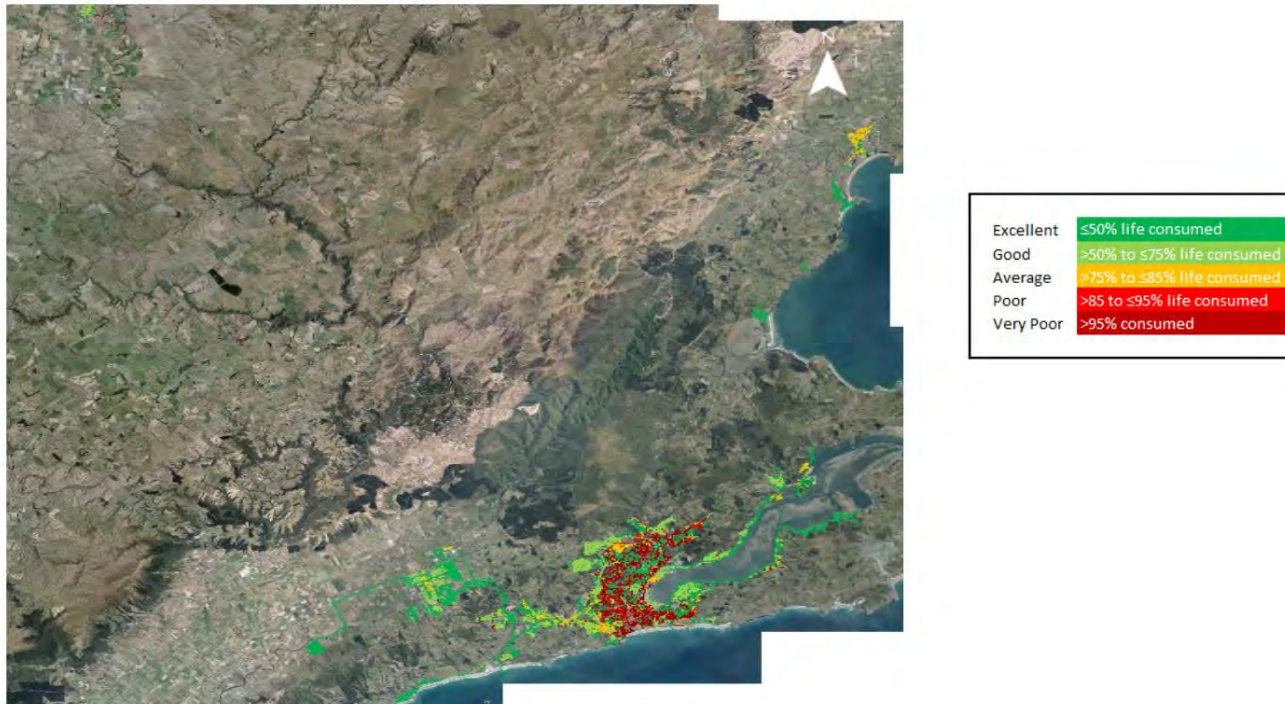 Excellent ≤50% life consumed
Good >50% to ≤75% life consumed
Average >75% to ≤85% life consumed
Poor >85 to ≤95% life consumed
Very Poor >95% consumed